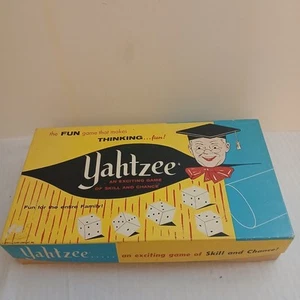 the FUN game that makes
THINKING...fun!
Yahtzee
AN EXCITING GAME
OF SKILL AND CHANCE
Fun for the entire Family!
Yahtzee..... an exciting game of Skill and Chance!